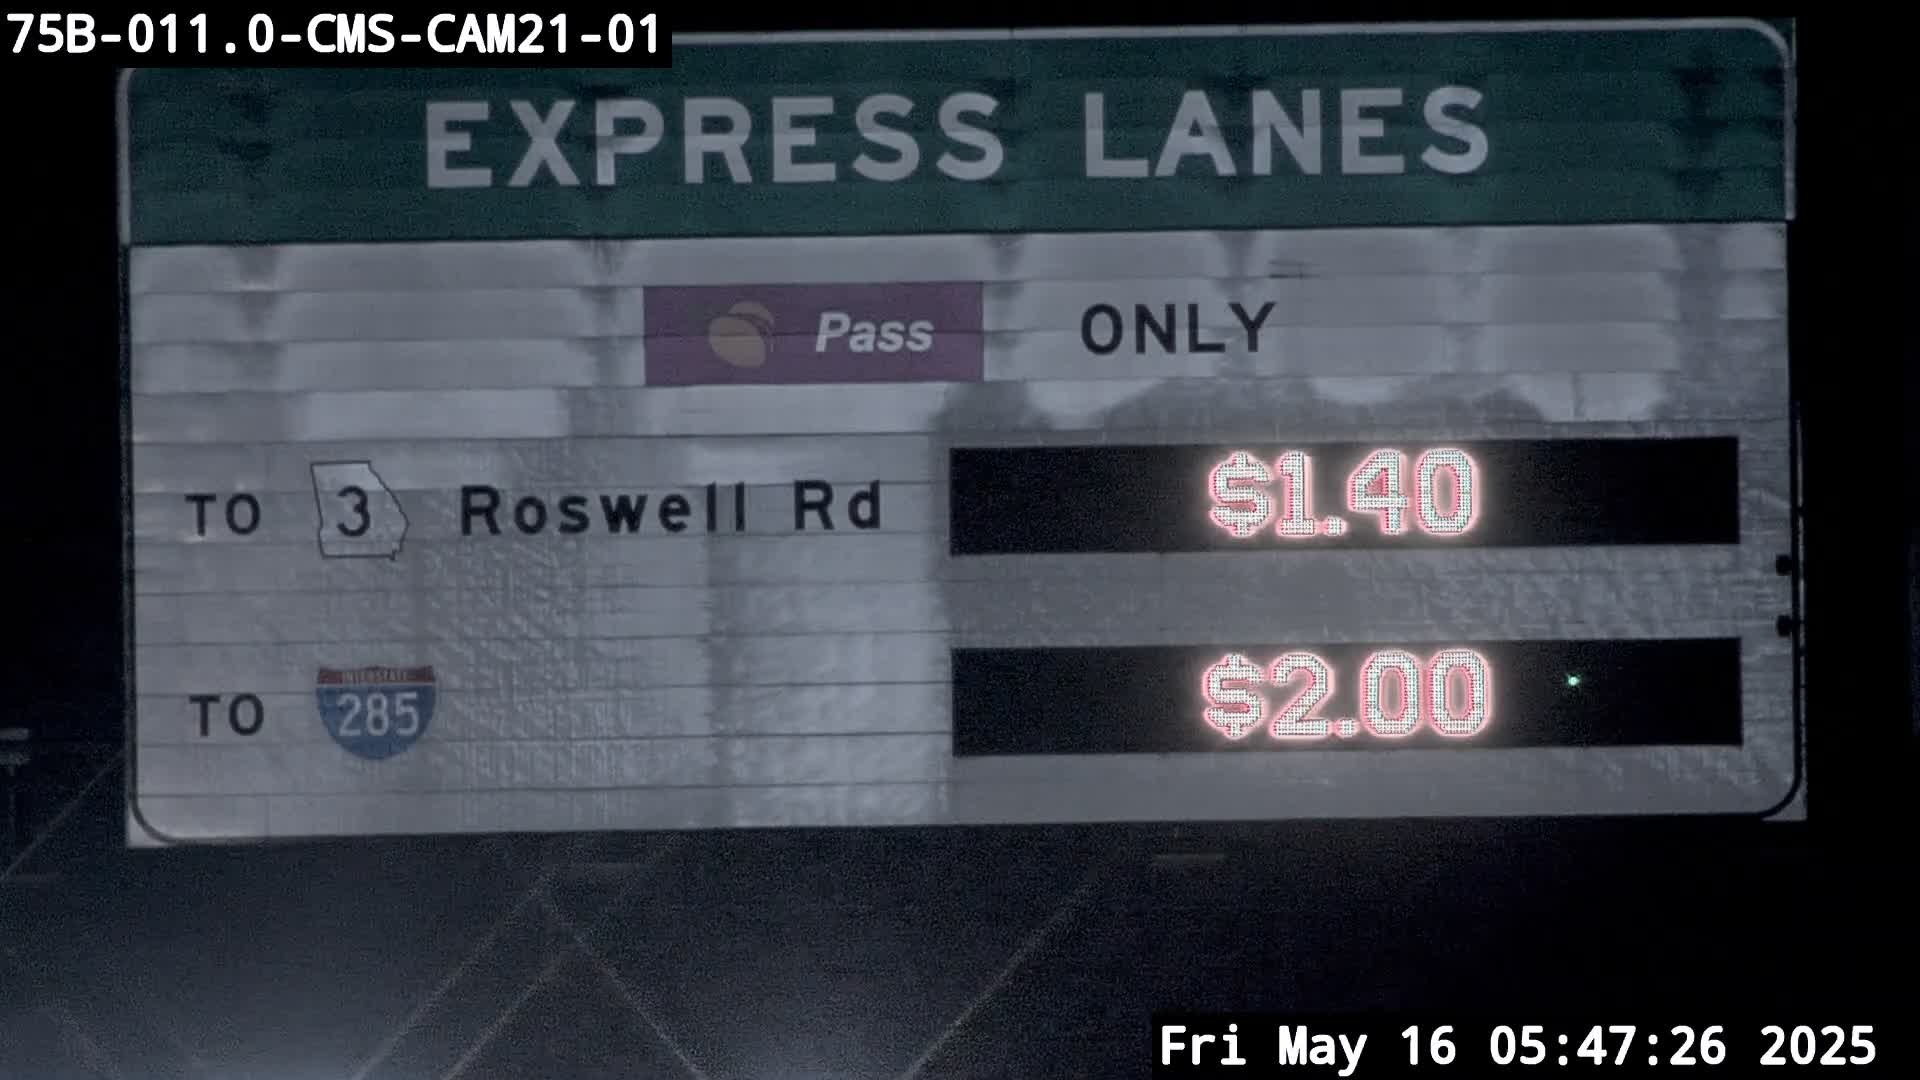 75B-011.0-CMS-CAM21-01
EXPRESS LANES
Pass ONLY
TO 3 Roswell Rd $1.40
TO INTERSTATE 285 $2.00
Fri May 16 05:47:26 2025